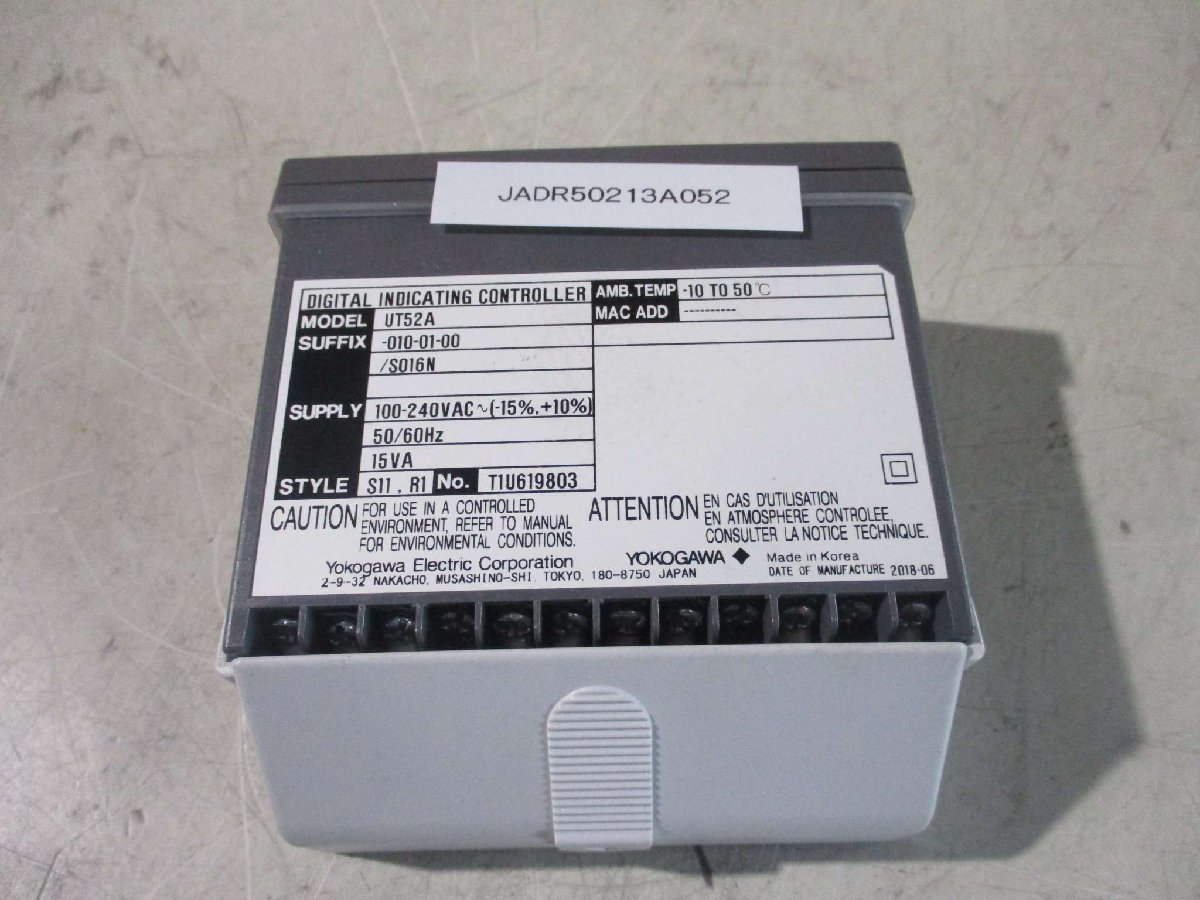 JADR50213A052
DIGITAL INDICATING CONTROLLER
MODEL UT52A
SUFFIX -010-01-00
/S016N
SUPPLY 100-240VAC~(-15%,+10%)
50/60Hz
15VA
STYLE S11 , R1 No. T1U619803
AMB.TEMP -10 TO 50℃
MAC ADD ----------
CAUTION FOR USE IN A CONTROLLED
ENVIRONMENT, REFER TO MANUAL
FOR ENVIRONMENTAL CONDITIONS.
ATTENTION EN CAS D'UTILISATION
EN ATMOSPHERE CONTROLEE,
CONSULTER LA NOTICE TECHNIQUE.
Yokogawa Electric Corporation
2-9-32 NAKACHO, MUSASHINO-SHI, TOKYO, 180-8750 JAPAN
YOKOGAWA ◆ Made in Korea
DATE OF MANUFACTURE 2018-06